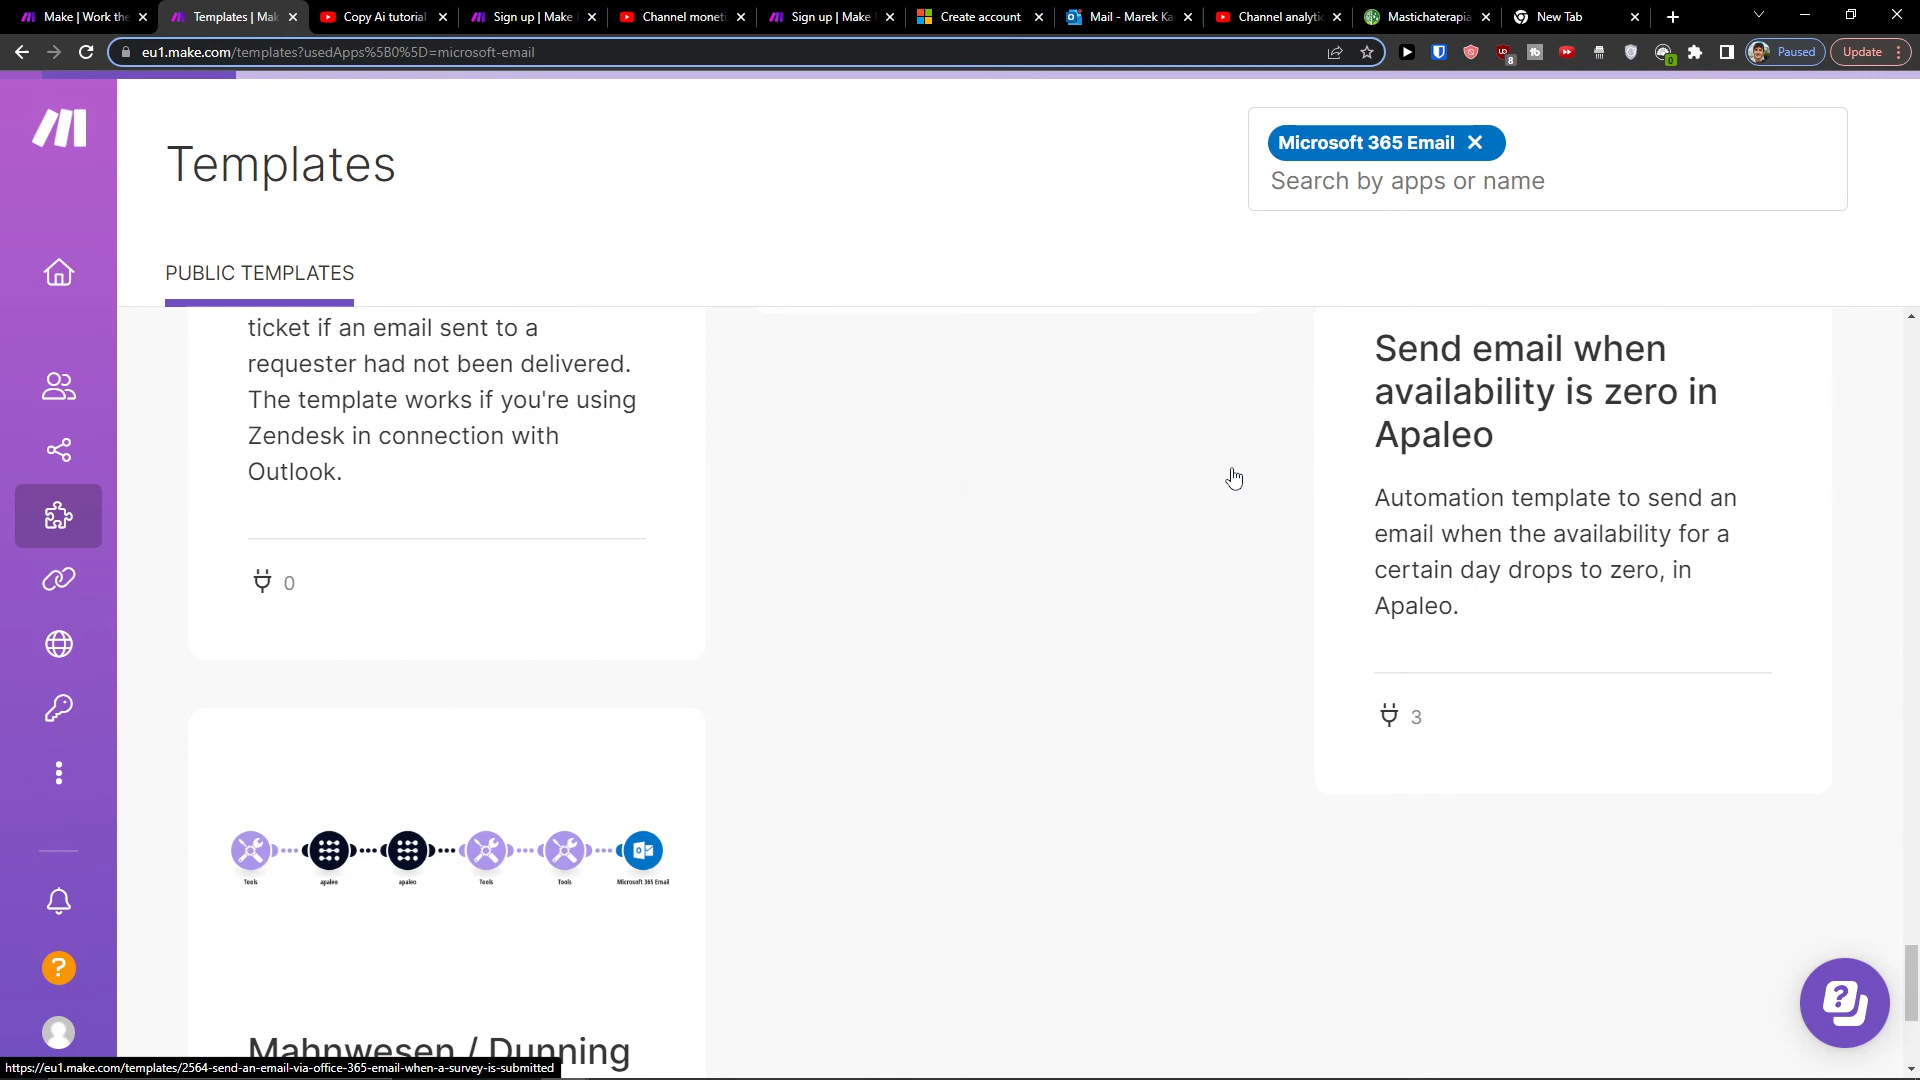 Make | Work the
Templates | Mak
Copy Ai tutorial
Sign up | Make
Channel moneti
Sign up | Make
Create account
Mail - Marek Ka
Channel analytic
Mastichaterapia
New Tab
eu1.make.com/templates?usedApps%5B0%5D=microsoft-email
8
0
Paused
Update
Templates
Microsoft 365 Email
Search by apps or name
PUBLIC TEMPLATES
ticket if an email sent to a
requester had not been delivered.
The template works if you're using
Zendesk in connection with
Outlook.
0
Send email when
availability is zero in
Apaleo
Automation template to send an
email when the availability for a
certain day drops to zero, in
Apaleo.
3
Tools
apaleo
apaleo
Tools
Tools
Microsoft 365 Email
Mahnwesen / Dunning
https://eu1.make.com/templates/2564-send-an-email-via-office-365-email-when-a-survey-is-submitted